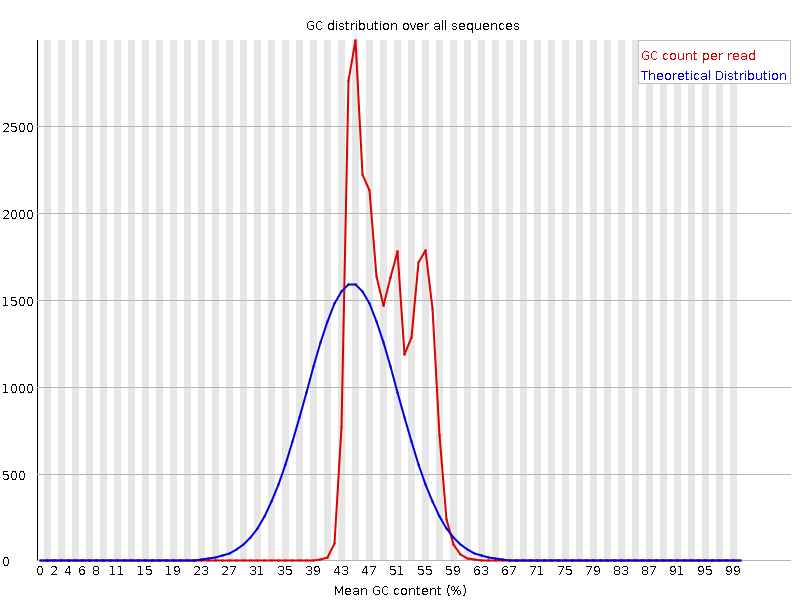 GC distribution over all sequences
GC count per read
Theoretical Distribution
2500
2000
1500
1000
500
0
0 2 4 6 8 11 15 19 23 27 31 35 39 43 47 51 55 59 63 67 71 75 79 83 87 91 95 99
Mean GC content (%)